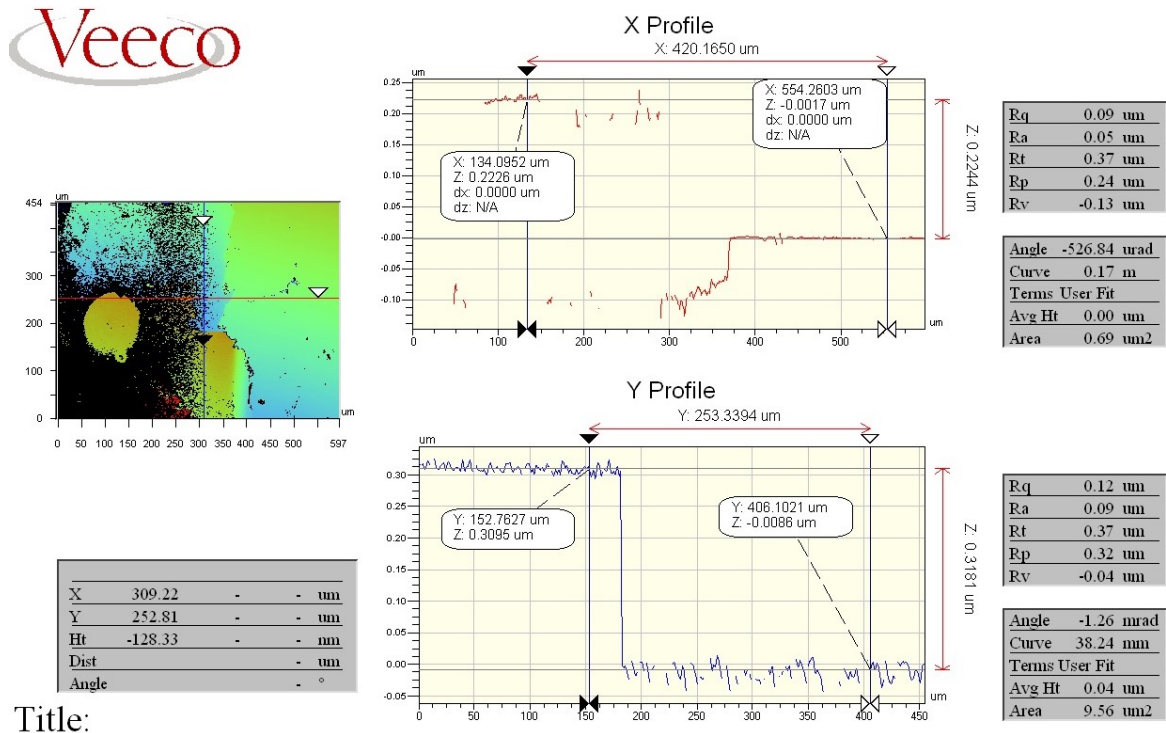 Veeco
X Profile
X: 420.1650 um
um
0.25
0.20
0.15
0.10
0.05
-0.00
-0.05
-0.10
0 100 200 300 400 500
um
X: 134.0952 um
Z: 0.2226 um
dx: 0.0000 um
dz: N/A
X: 554.2603 um
Z: -0.0017 um
dx: 0.0000 um
dz: N/A
Z: 0.2244 um
Rq 0.09 um
Ra 0.05 um
Rt 0.37 um
Rp 0.24 um
Rv -0.13 um
Angle -526.84 urad
Curve 0.17 m
Terms User Fit
Avg Ht 0.00 um
Area 0.69 um2
um
454
300
200
100
0
um
0 50 100 150 200 250 300 350 400 450 500 597
Y Profile
Y: 253.3394 um
um
0.30
0.25
0.20
0.15
0.10
0.05
0.00
-0.05
um
0 50 100 150 200 250 300 350 400 450
Y: 152.7627 um
Z: 0.3095 um
Y: 406.1021 um
Z: -0.0086 um
Z: 0.3181 um
Rq 0.12 um
Ra 0.09 um
Rt 0.37 um
Rp 0.32 um
Rv -0.04 um
Angle -1.26 mrad
Curve 38.24 mm
Terms User Fit
Avg Ht 0.04 um
Area 9.56 um2
X 309.22 - - um
Y 252.81 - - um
Ht -128.33 - - nm
Dist - um
Angle - °
Title: